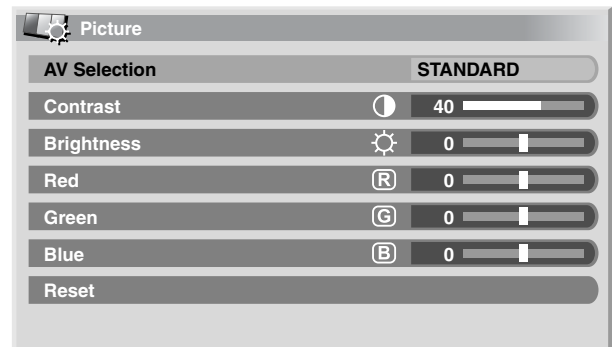 Picture
AV Selection STANDARD
Contrast 40
Brightness 0
Red R 0
Green G 0
Blue B 0
Reset